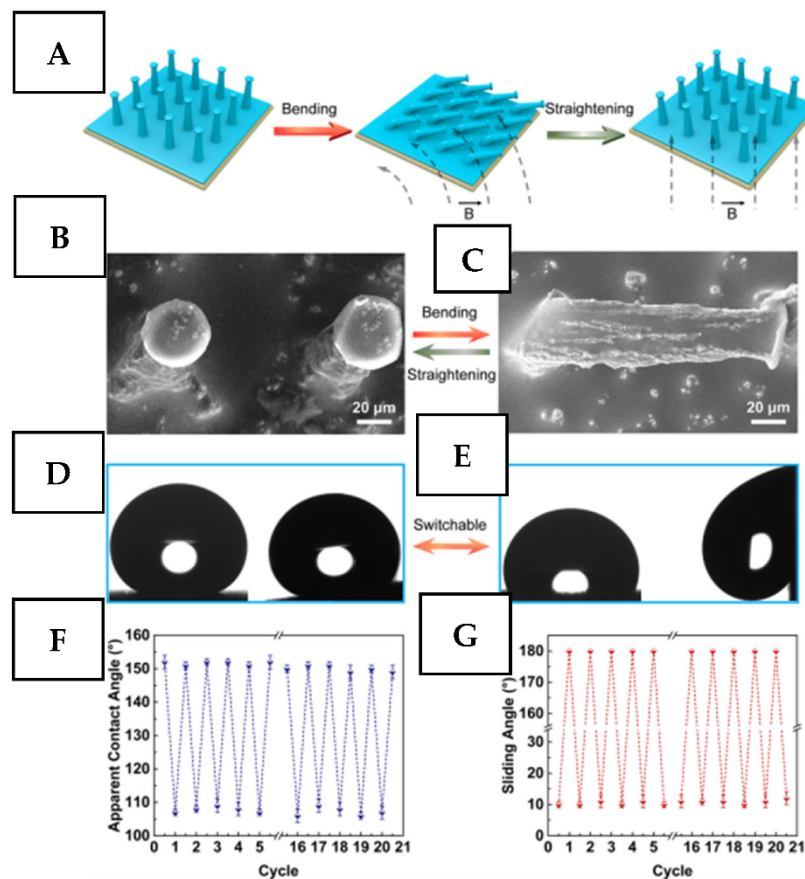 A
Bending
Straightening
B
B
B
C
Bending
Straightening
20 μm
20 μm
D
E
Switchable
F
G
Apparent Contact Angle (°)
160
150
140
130
120
110
100
0 1 2 3 4 5 16 17 18 19 20 21
Cycle
Sliding Angle (°)
180
170
160
30
20
10
0
0 1 2 3 4 5 16 17 18 19 20 21
Cycle